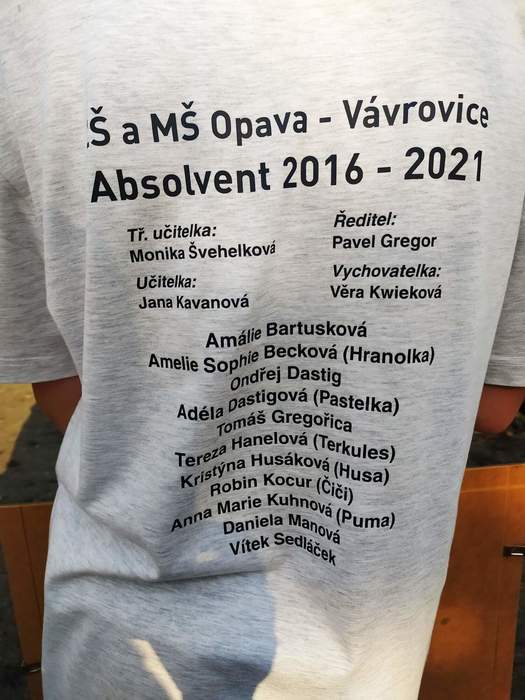 ZŠ a MŠ Opava - Vávrovice
Absolvent 2016 - 2021
Tř. učitelka:
Monika Švehelková
Ředitel:
Pavel Gregor
Učitelka:
Jana Kavanová
Vychovatelka:
Věra Kwieková
Amálie Bartusková
Amelie Sophie Becková (Hranolka)
Ondřej Dastig
Adéla Dastigová (Pastelka)
Tomáš Gregořica
Tereza Hanelová (Terkules)
Kristýna Husáková (Husa)
Robin Kocur (Čiči)
Anna Marie Kuhnová (Puma)
Daniela Manová
Vítek Sedláček